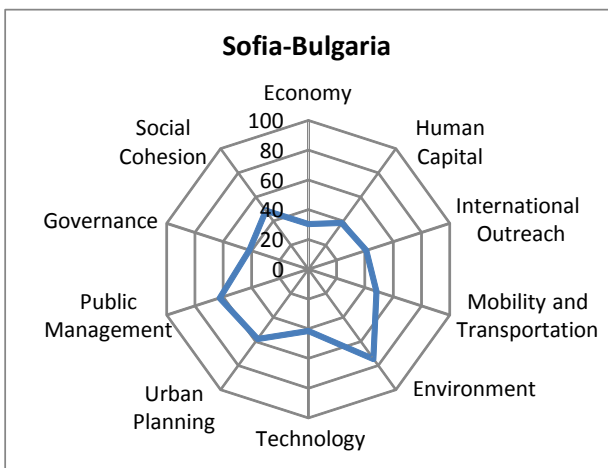 Sofia-Bulgaria
Economy
Human
Capital
International
Outreach
Mobility and
Transportation
Environment
Technology
Urban
Planning
Public
Management
Governance
Social
Cohesion
100
80
60
40
20
0